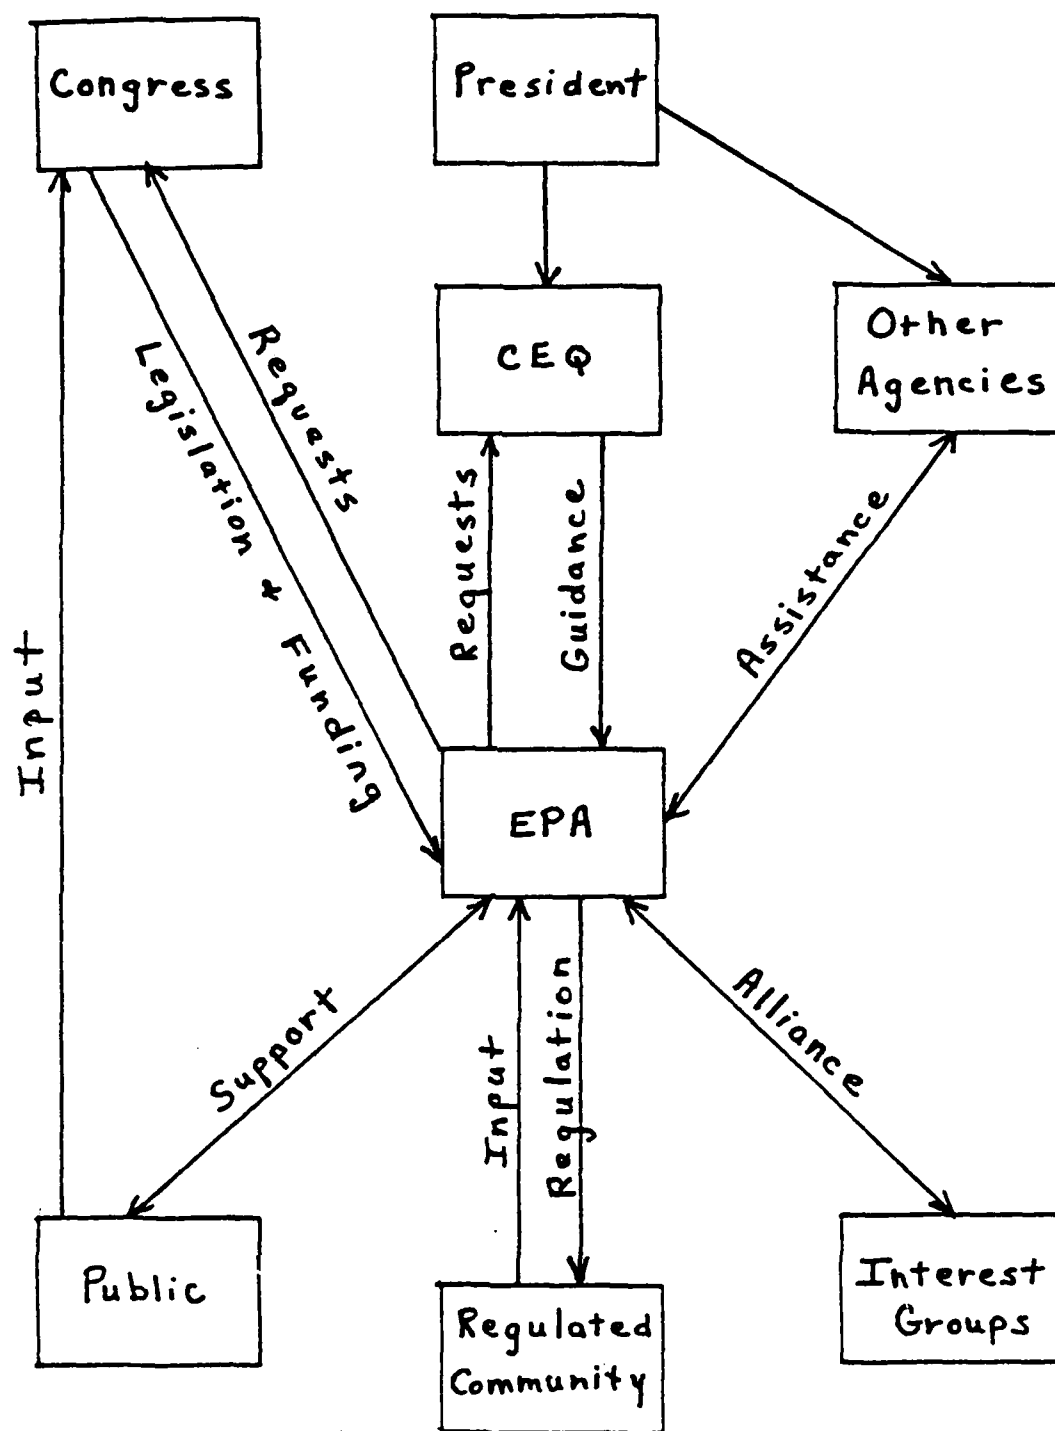 Congress
President
CEQ
Other
Agencies
Requests
Legislation + Funding
Requests
Guidance
Assistance
Input
EPA
Support
Input
Regulation
Alliance
Public
Regulated
Community
Interest
Groups